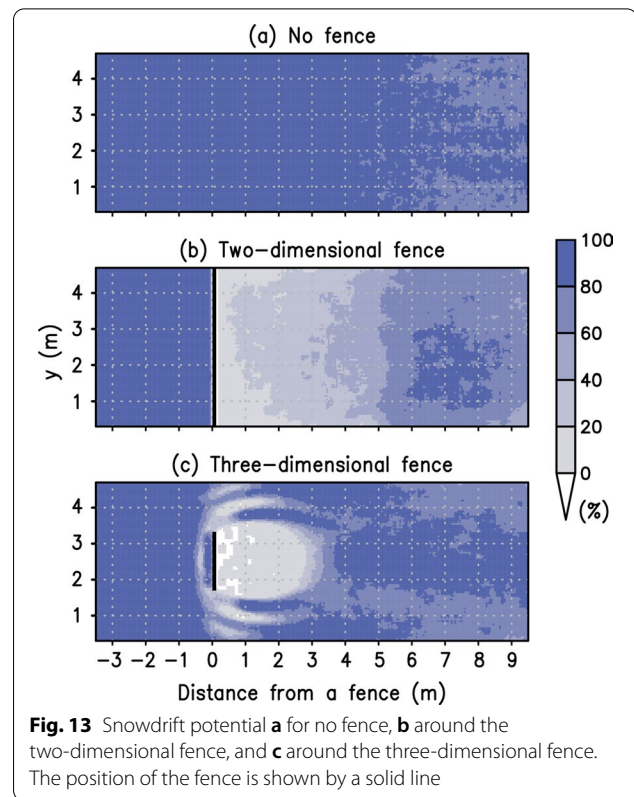 (a) No fence
4
3
2
1
(b) Two-dimensional fence
4
3
2
1
y (m)
100
80
60
40
20
0
(%)
(c) Three-dimensional fence
4
3
2
1
−3 −2 −1 0 1 2 3 4 5 6 7 8 9
Distance from a fence (m)
Fig. 13 Snowdrift potential a for no fence, b around the
two-dimensional fence, and c around the three-dimensional fence.
The position of the fence is shown by a solid line